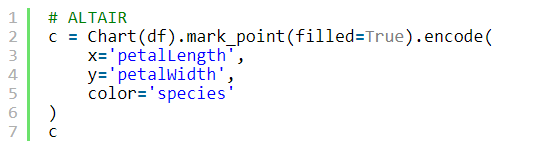 1 # ALTAIR
2 c = Chart(df).mark_point(filled=True).encode(
3     x='petalLength',
4     y='petalWidth',
5     color='species'
6 )
7 c